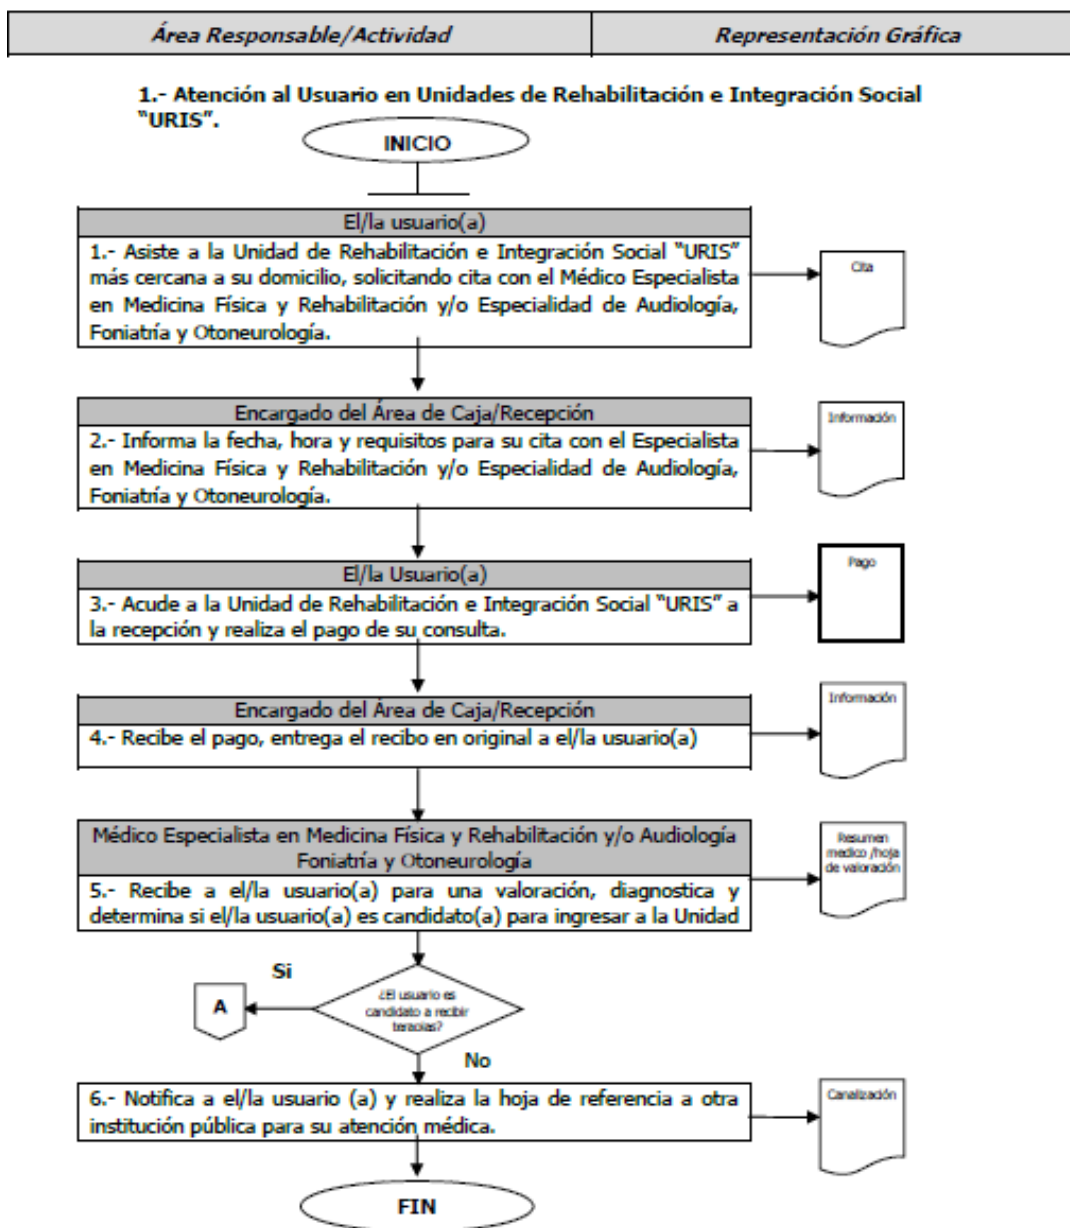 Área Responsable/Actividad
Representación Gráfica
1.- Atención al Usuario en Unidades de Rehabilitación e Integración Social
"URIS".
INICIO
El/la usuario(a)
1.- Asiste a la Unidad de Rehabilitación e Integración Social "URIS"
más cercana a su domicilio, solicitando cita con el Médico Especialista
en Medicina Física y Rehabilitación y/o Especialidad de Audiología,
Foniatría y Otoneurología.
Cita
Encargado del Área de Caja/Recepción
2.- Informa la fecha, hora y requisitos para su cita con el Especialista
en Medicina Física y Rehabilitación y/o Especialidad de Audiología,
Foniatría y Otoneurología.
Información
El/la Usuario(a)
3.- Acude a la Unidad de Rehabilitación e Integración Social "URIS" a
la recepción y realiza el pago de su consulta.
Pago
Encargado del Área de Caja/Recepción
4.- Recibe el pago, entrega el recibo en original a el/la usuario(a)
Información
Médico Especialista en Medicina Física y Rehabilitación y/o Audiología
Foniatría y Otoneurología
5.- Recibe a el/la usuario(a) para una valoración, diagnostica y
determina si el/la usuario(a) es candidato(a) para ingresar a la Unidad
Resumen
medico /hoja
de valoración
Si
A
¿El usuario es
candidato a recibir
terapias?
No
6.- Notifica a el/la usuario (a) y realiza la hoja de referencia a otra
institución pública para su atención médica.
Canalización
FIN